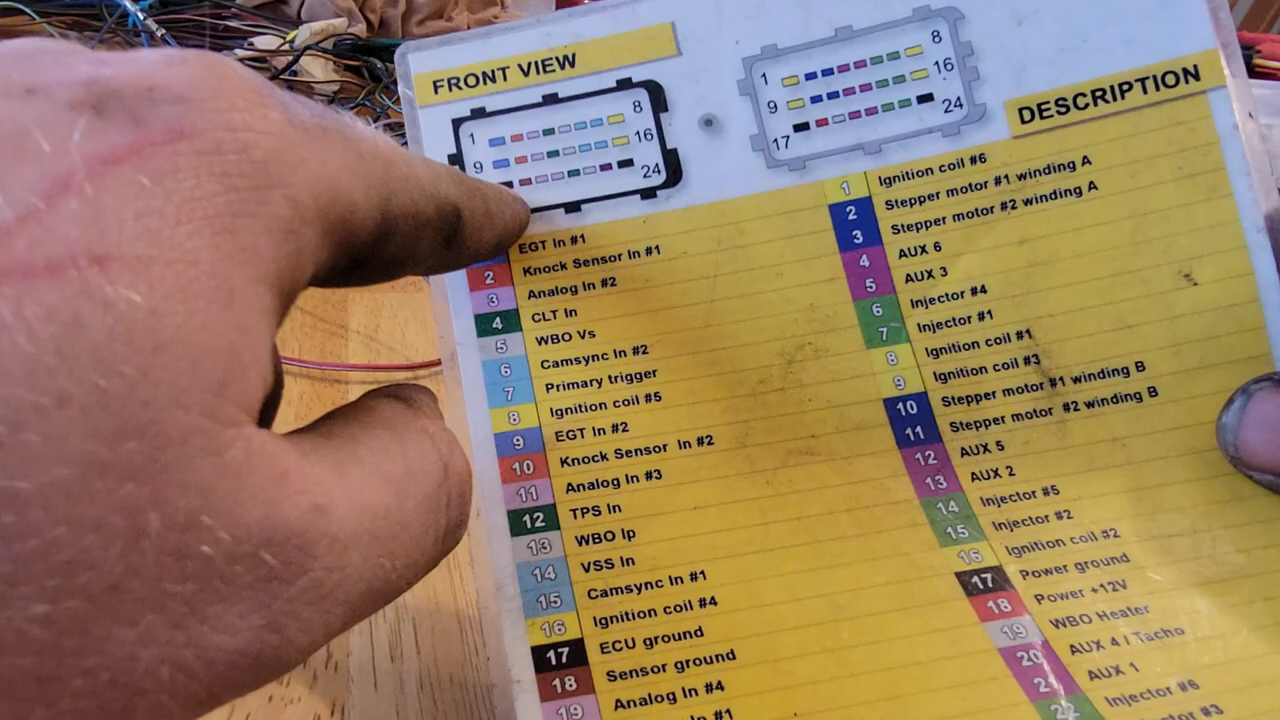 FRONT VIEW
1 8
9 16
24
1 8
9 16
17 24
DESCRIPTION
EGT In #1
2 Knock Sensor In #1
3 Analog In #2
4 CLT In
5 WBO Vs
6 Camsync In #2
7 Primary trigger
8 Ignition coil #5
9 EGT In #2
10 Knock Sensor In #2
11 Analog In #3
12 TPS In
13 WBO Ip
14 VSS In
15 Camsync In #1
16 Ignition coil #4
17 ECU ground
18 Sensor ground
19 Analog In #4
In #1
1 Ignition coil #6
2 Stepper motor #1 winding A
3 Stepper motor #2 winding A
4 AUX 6
5 AUX 3
6 Injector #4
7 Injector #1
8 Ignition coil #1
9 Ignition coil #3
10 Stepper motor #1 winding B
11 Stepper motor #2 winding B
12 AUX 5
13 AUX 2
14 Injector #5
15 Injector #2
16 Ignition coil #2
17 Power ground
18 Power +12V
19 WBO Heater
20 AUX 4 / Tacho
AUX 1
22 Injector #6
#3